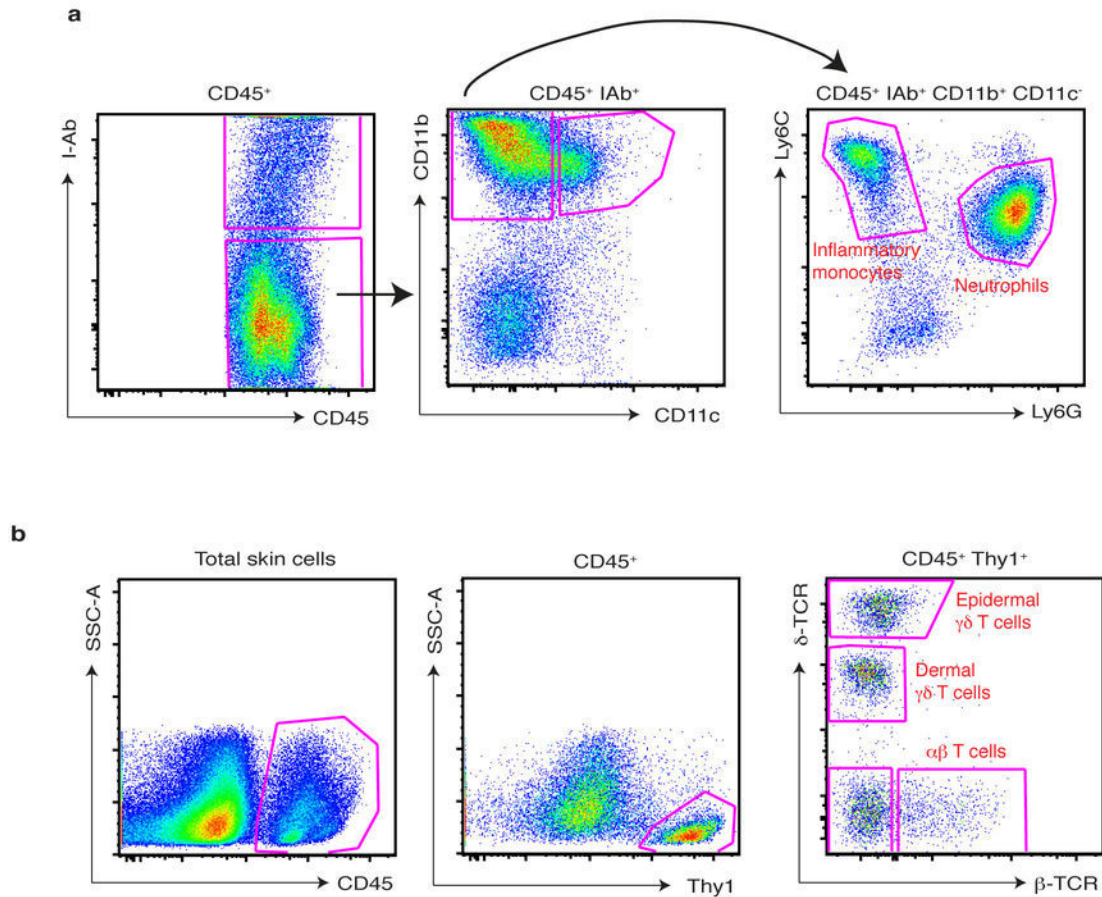 a
CD45⁺
I-Ab
CD45
CD45⁺ IAb⁺
CD11b
CD11c
CD45⁺ IAb⁺ CD11b⁺ CD11c⁻
Ly6C
Inflammatory
monocytes
Neutrophils
Ly6G
b
Total skin cells
SSC-A
CD45
CD45⁺
SSC-A
Thy1
CD45⁺ Thy1⁺
δ-TCR
Epidermal
γδ T cells
Dermal
γδ T cells
αβ T cells
β-TCR